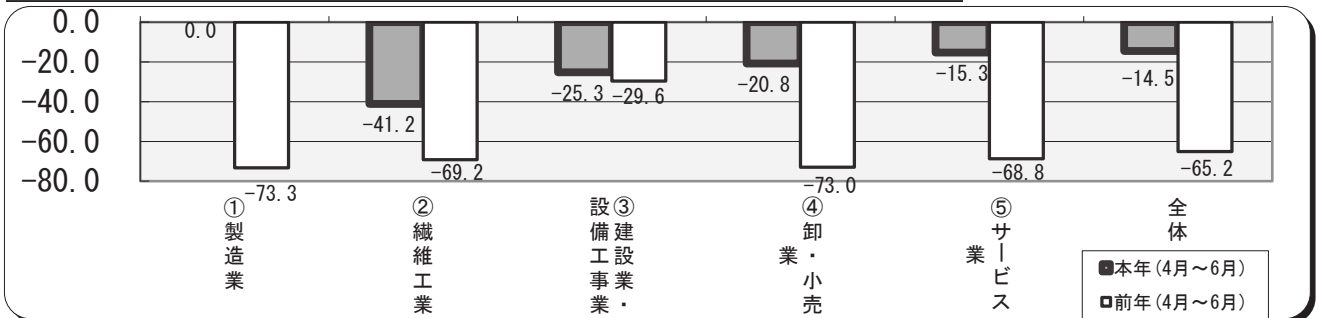 0.0
-20.0
-40.0
-60.0
-80.0
0.0
-73.3
-41.2
-69.2
-25.3
-29.6
-20.8
-73.0
-15.3
-68.8
-14.5
-65.2
①製造業
②繊維工業
③建設業・
設備工事業
④卸・小売
業
⑤サービス
業
全体
本年(4月～6月)
前年(4月～6月)